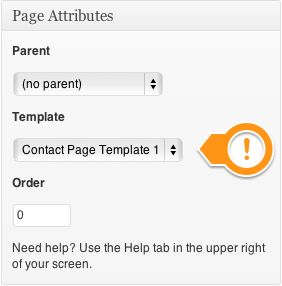 Page Attributes
Parent
(no parent)
Template
Contact Page Template 1
!
Order
0
Need help? Use the Help tab in the upper right
of your screen.